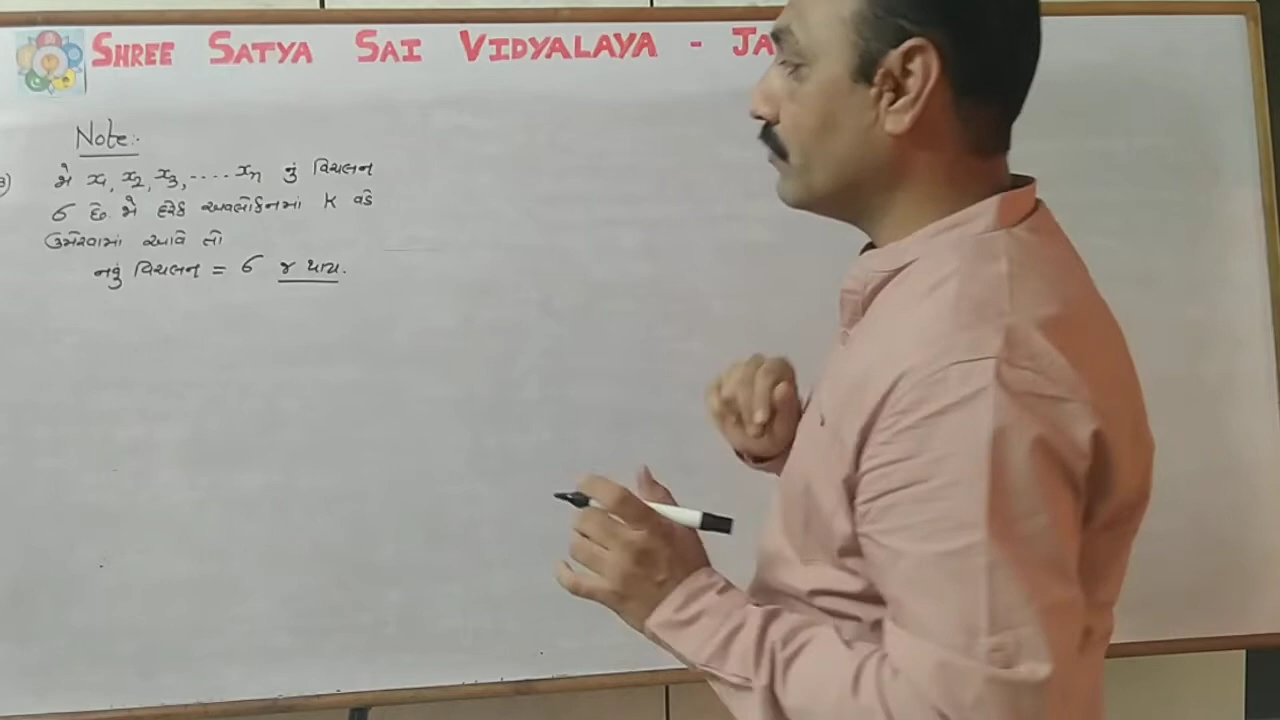 SHREE SATYA SAI VIDYALAYA - JA
Note:-
3) જો x1, x2, x3, ....xn નું વિચલન
σ છે જો દરેક અવલોકનમાં K વડે
ઉમેરવામાં આવે તો
નવું વિચલન = σ જ થાય.